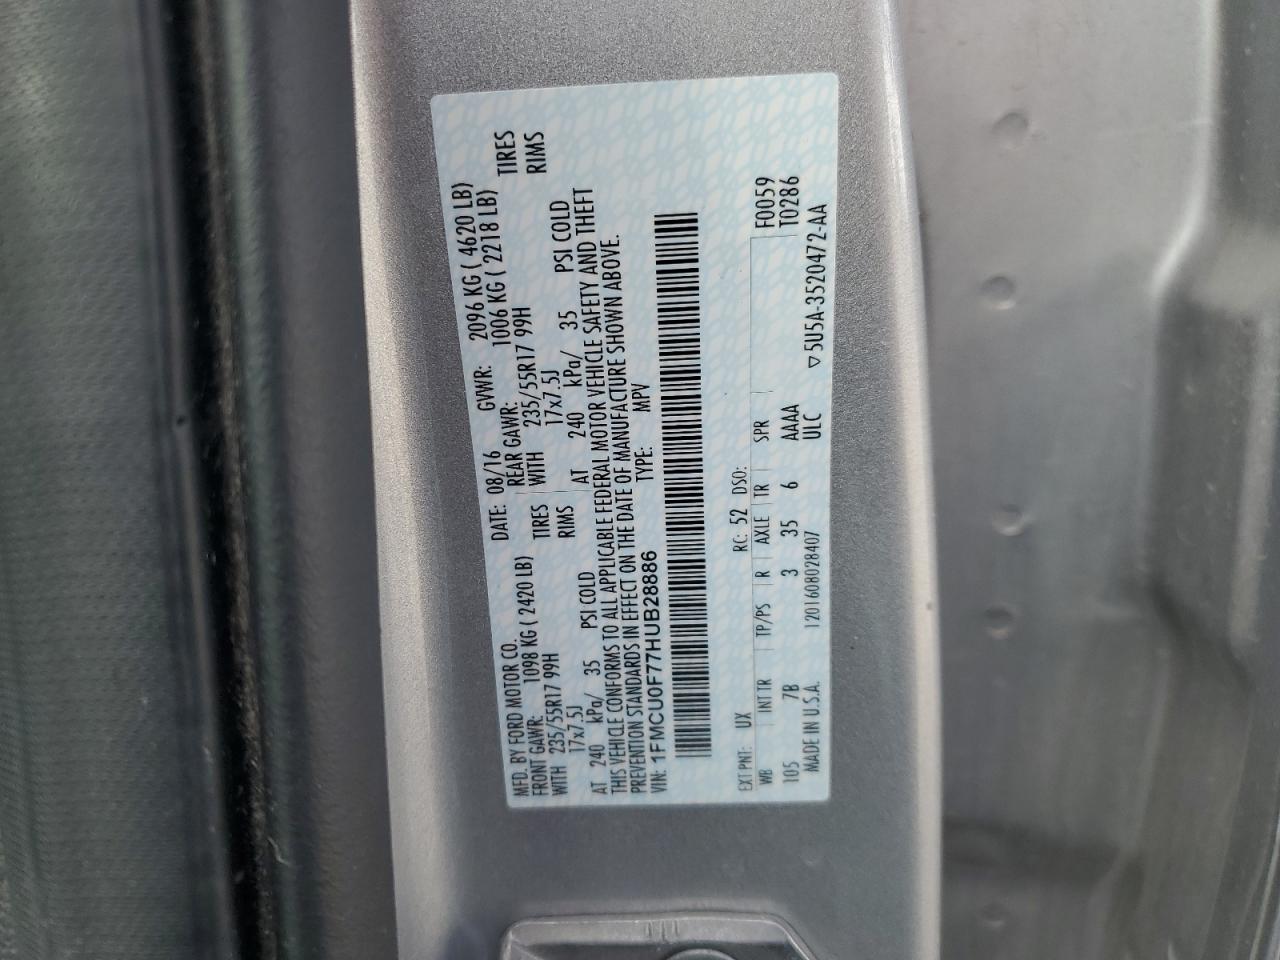 MFD. BY FORD MOTOR CO. DATE: 08/16 GVWR: 2096 KG ( 4620 LB)
FRONT GAWR: 1098 KG ( 2420 LB) REAR GAWR: 1006 KG ( 2218 LB)
WITH 235/55R17 99H TIRES WITH 235/55R17 99H TIRES
17x7.5J RIMS 17x7.5J RIMS
AT 240 kPa/ 35 PSI COLD AT 240 kPa/ 35 PSI COLD
THIS VEHICLE CONFORMS TO ALL APPLICABLE FEDERAL MOTOR VEHICLE SAFETY AND THEFT
PREVENTION STANDARDS IN EFFECT ON THE DATE OF MANUFACTURE SHOWN ABOVE.
VIN: 1FMCU0F77HUB28886 TYPE: MPV
EXT PNT: UX RC: 52 DSO:
WB INT TR TP/PS R AXLE TR SPR F0059
105 7B 3 35 6 AAAA T0286
MADE IN U.S.A. 1201608028407 ULC ▽5U5A-3520472-AA